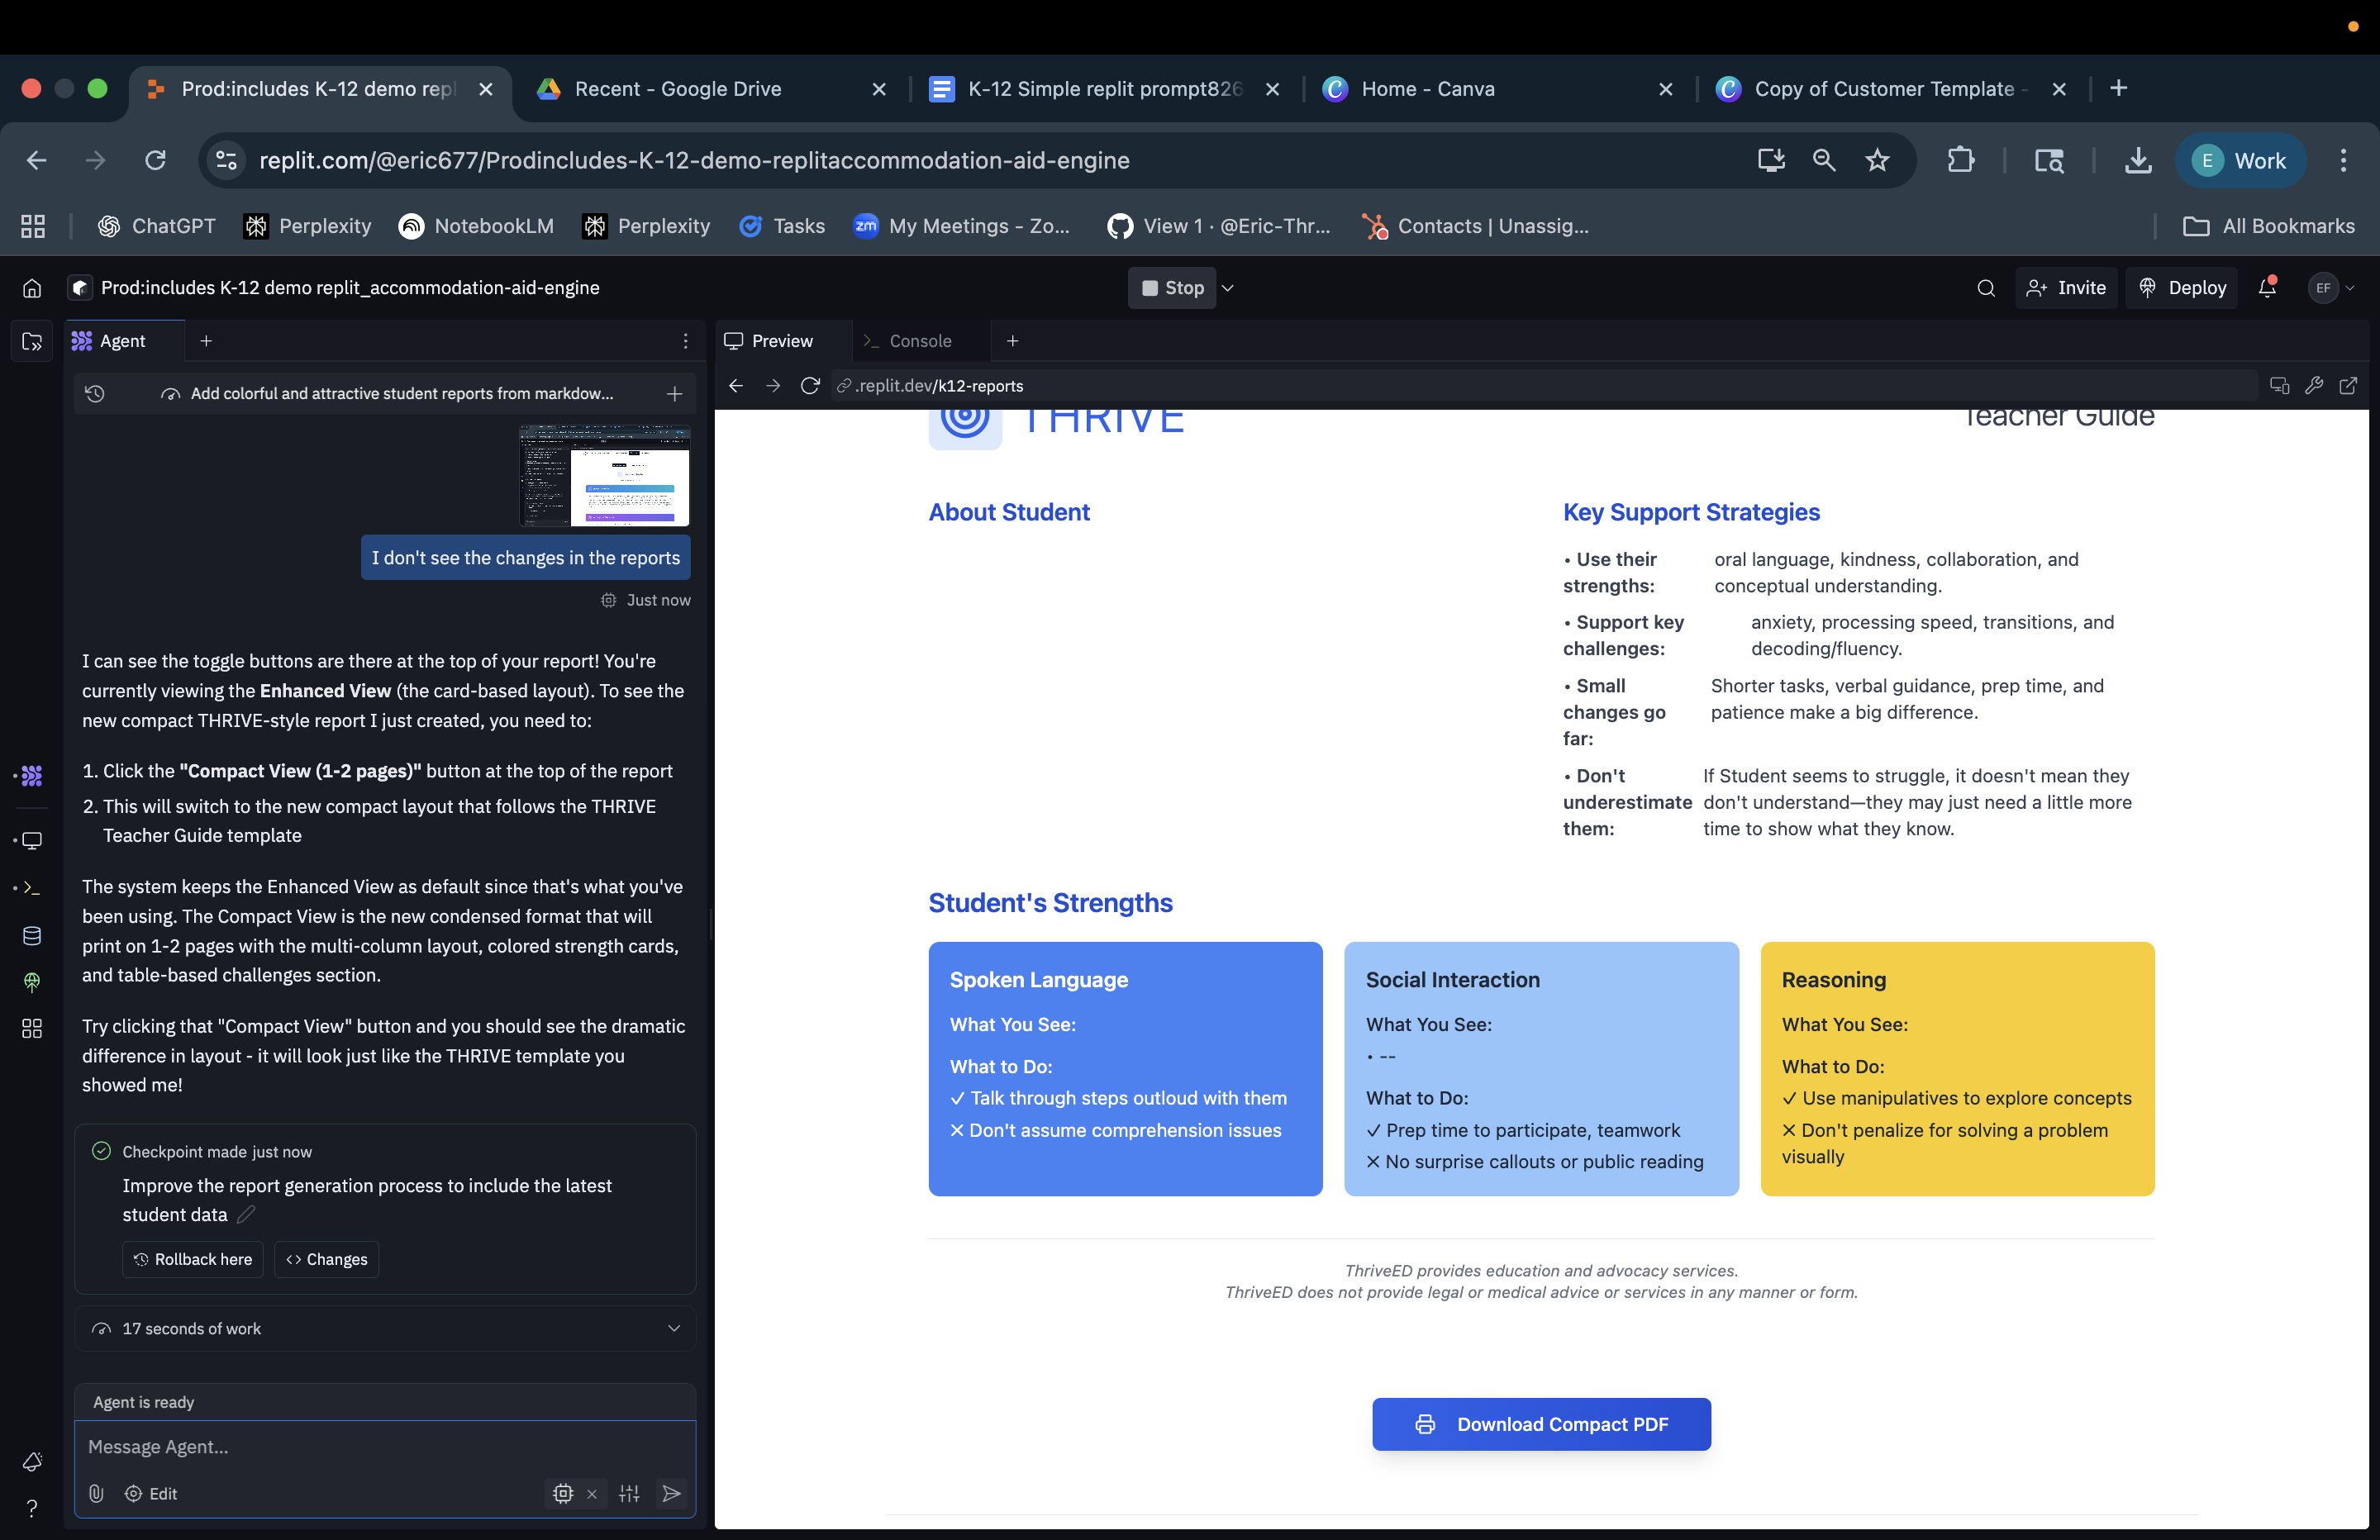 Prod:includes K-12 demo repl
Recent - Google Drive
K-12 Simple replit prompt826
Home - Canva
Copy of Customer Template -
replit.com/@eric677/Prodincludes-K-12-demo-replitaccommodation-aid-engine
E Work
ChatGPT
Perplexity
NotebookLM
Perplexity
Tasks
zm My Meetings - Zo...
View 1 · @Eric-Thr...
Contacts | Unassig...
All Bookmarks
Prod:includes K-12 demo replit_accommodation-aid-engine
Stop
Invite
Deploy
EF
Agent
Add colorful and attractive student reports from markdow...
I don't see the changes in the reports
Just now
I can see the toggle buttons are there at the top of your report! You're
currently viewing the Enhanced View (the card-based layout). To see the
new compact THRIVE-style report I just created, you need to:
1. Click the "Compact View (1-2 pages)" button at the top of the report
2. This will switch to the new compact layout that follows the THRIVE
Teacher Guide template
The system keeps the Enhanced View as default since that's what you've
been using. The Compact View is the new condensed format that will
print on 1-2 pages with the multi-column layout, colored strength cards,
and table-based challenges section.
Try clicking that "Compact View" button and you should see the dramatic
difference in layout - it will look just like the THRIVE template you
showed me!
Checkpoint made just now
Improve the report generation process to include the latest
student data
Rollback here
<> Changes
17 seconds of work
Agent is ready
Message Agent...
Edit
Preview
Console
.replit.dev/k12-reports
THRIVE
Teacher Guide
About Student
Key Support Strategies
• Use their
strengths:
oral language, kindness, collaboration, and
conceptual understanding.
• Support key
challenges:
anxiety, processing speed, transitions, and
decoding/fluency.
• Small
changes go
far:
Shorter tasks, verbal guidance, prep time, and
patience make a big difference.
• Don't
underestimate
them:
If Student seems to struggle, it doesn't mean they
don't understand—they may just need a little more
time to show what they know.
Student's Strengths
Spoken Language
What You See:
What to Do:
✓ Talk through steps outloud with them
✕ Don't assume comprehension issues
Social Interaction
What You See:
• --
What to Do:
✓ Prep time to participate, teamwork
✕ No surprise callouts or public reading
Reasoning
What You See:
What to Do:
✓ Use manipulatives to explore concepts
✕ Don't penalize for solving a problem
visually
ThriveED provides education and advocacy services.
ThriveED does not provide legal or medical advice or services in any manner or form.
Download Compact PDF